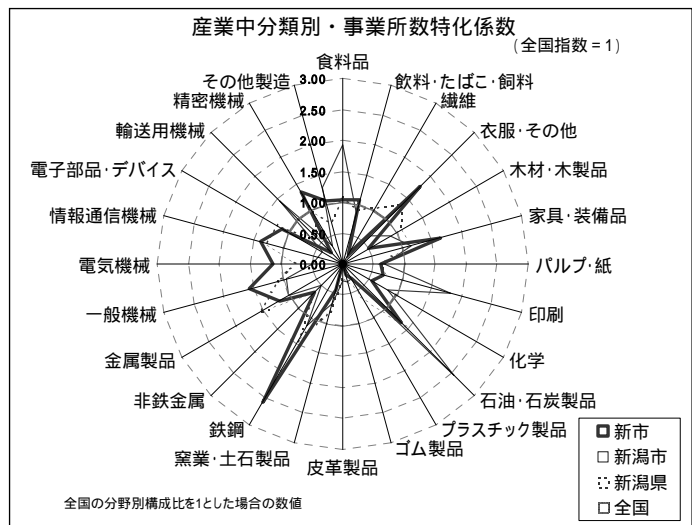 産業中分類別・事業所数特化係数
(全国指数=1)
食料品
飲料・たばこ・飼料
繊維
衣服・その他
木材・木製品
家具・装備品
パルプ・紙
印刷
化学
石油・石炭製品
プラスチック製品
ゴム製品
皮革製品
窯業・土石製品
鉄鋼
非鉄金属
金属製品
一般機械
電気機械
情報通信機械
電子部品・デバイス
輸送用機械
精密機械
その他製造
3.00
2.50
2.00
1.50
1.00
0.50
0.00
新市
新潟市
新潟県
全国
全国の分野別構成比を1とした場合の数値